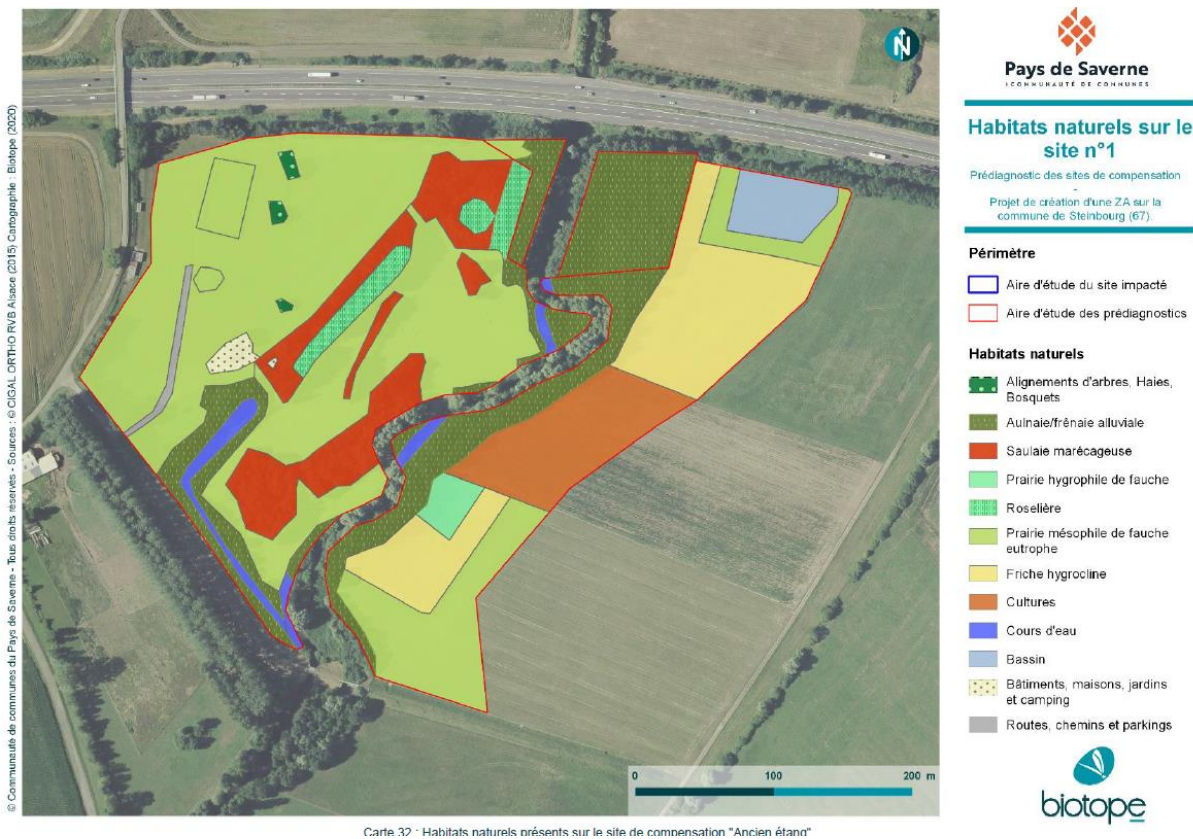 © Communauté de communes du Pays de Saverne - Tous droits réservés - Sources : © CIGAL ORTHO RVB Alsace (2015) Cartographie : Biotope (2020)
N
Pays de Saverne
COMMUNAUTÉ DE COMMUNES
Habitats naturels sur le
site n°1
Prédiagnostic des sites de compensation
-
Projet de création d'une ZA sur la
commune de Steinbourg (67).
Périmètre
Aire d'étude du site impacté
Aire d'étude des prédiagnostics
Habitats naturels
Alignements d'arbres, Haies,
Bosquets
Aulnaie/frênaie alluviale
Saulaie marécageuse
Prairie hygrophile de fauche
Roselière
Prairie mésophile de fauche
eutrophe
Friche hygrocline
Cultures
Cours d'eau
Bassin
Bâtiments, maisons, jardins
et camping
Routes, chemins et parkings
0 100 200 m
biotope
Carte 32 : Habitats naturels présents sur le site de compensation "Ancien étang"